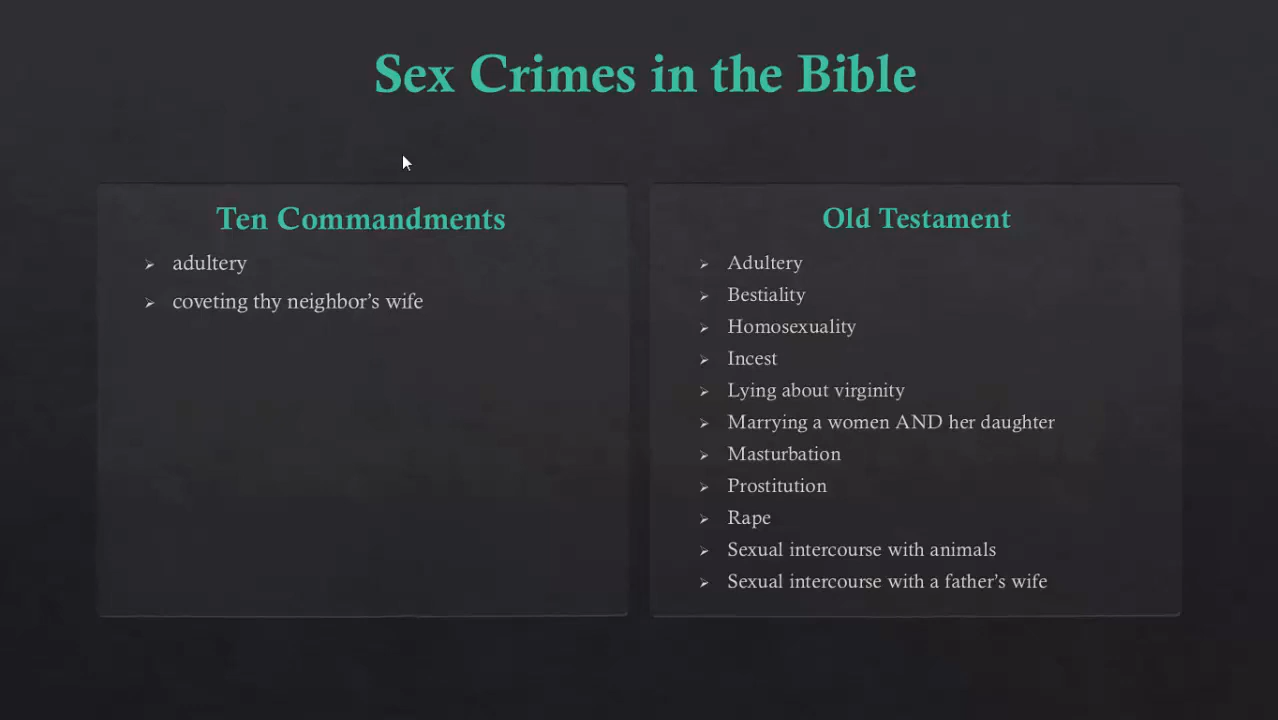 Sex Crimes in the Bible
Ten Commandments
adultery
coveting thy neighbor's wife
Old Testament
Adultery
Bestiality
Homosexuality
Incest
Lying about virginity
Marrying a women AND her daughter
Masturbation
Prostitution
Rape
Sexual intercourse with animals
Sexual intercourse with a father's wife